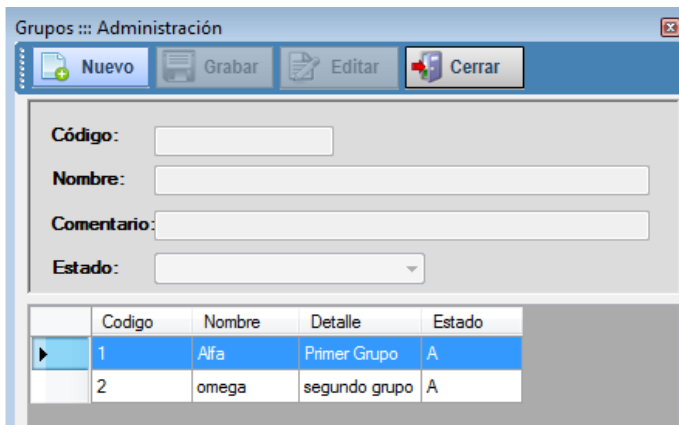 Grupos ::: Administración
Nuevo Grabar Editar Cerrar
Código:
Nombre:
Comentario:
Estado:
Codigo Nombre Detalle Estado
1 Alfa Primer Grupo A
2 omega segundo grupo A